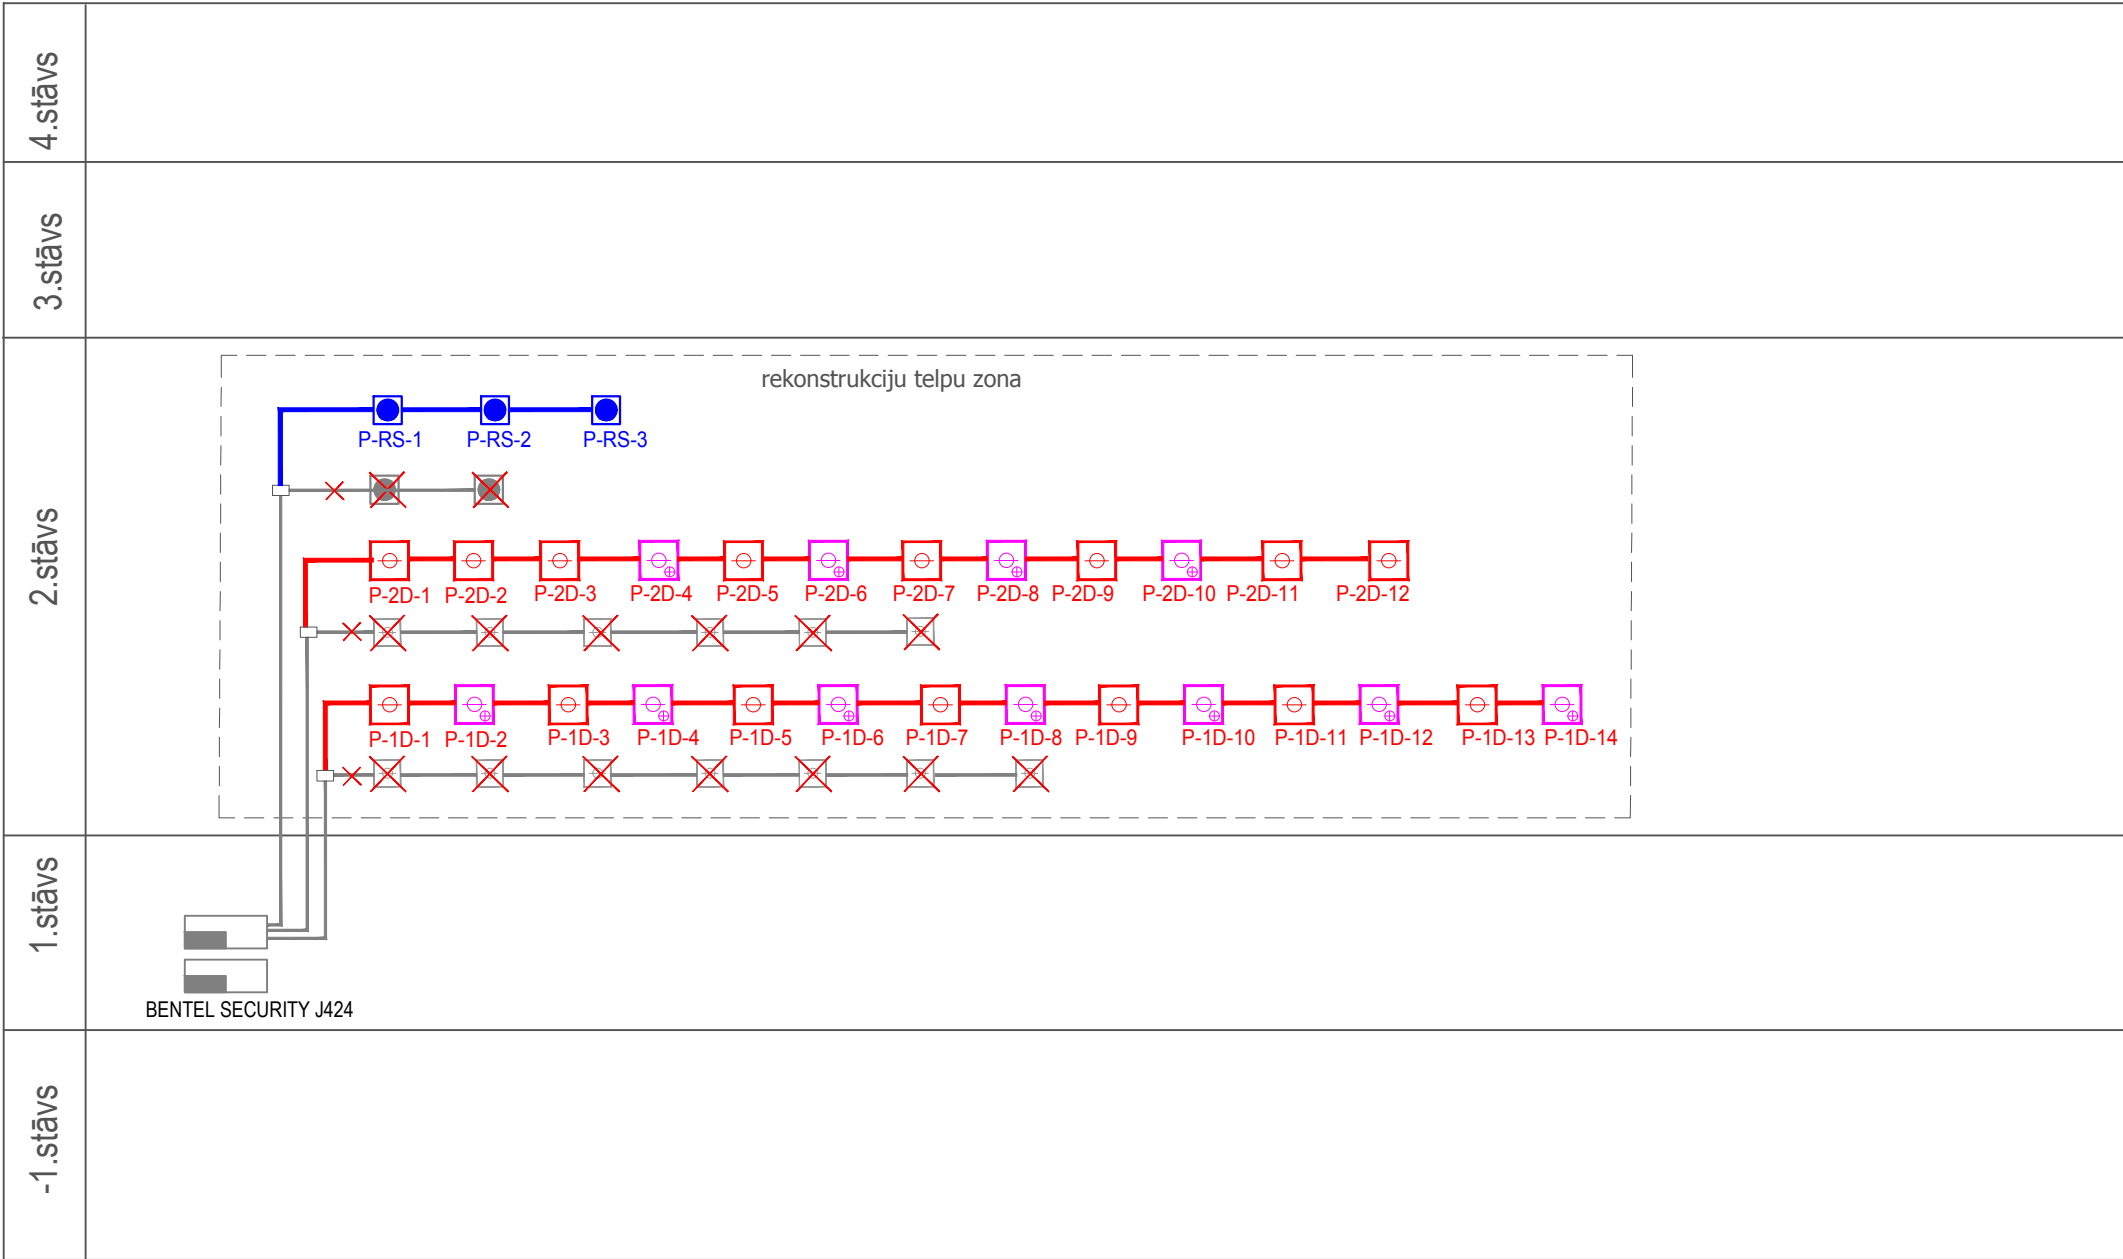 4.stāvs
3.stāvs
2.stāvs
rekonstrukciju telpu zona
P-RS-1 P-RS-2 P-RS-3
P-2D-1 P-2D-2 P-2D-3 P-2D-4 P-2D-5 P-2D-6 P-2D-7 P-2D-8 P-2D-9 P-2D-10 P-2D-11 P-2D-12
P-1D-1 P-1D-2 P-1D-3 P-1D-4 P-1D-5 P-1D-6 P-1D-7 P-1D-8 P-1D-9 P-1D-10 P-1D-11 P-1D-12 P-1D-13 P-1D-14
1.stāvs
BENTEL SECURITY J424
-1.stāvs